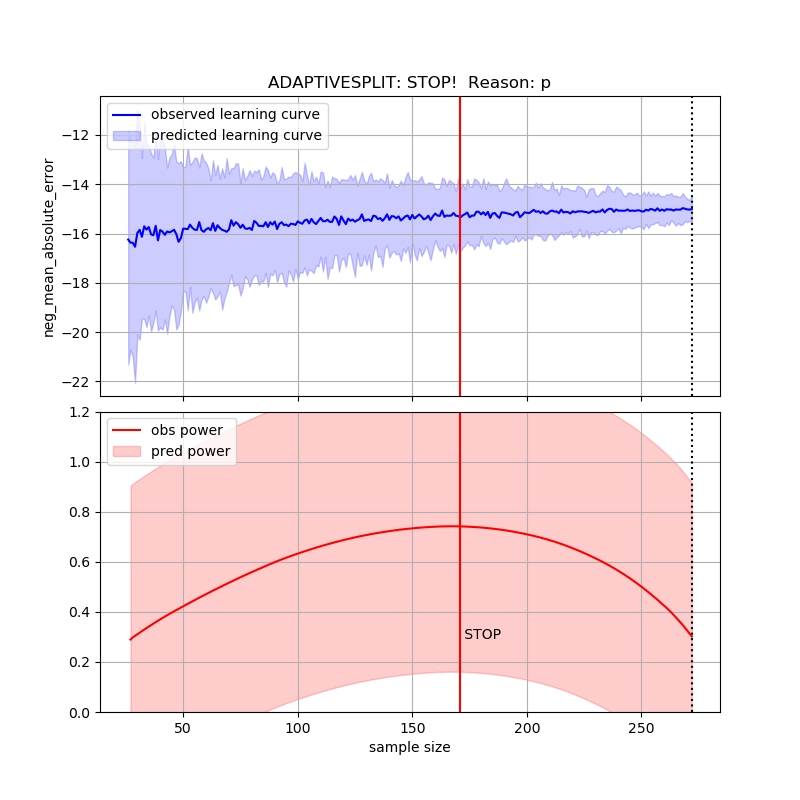 ADAPTIVESPLIT: STOP!  Reason: p
observed learning curve
predicted learning curve
neg_mean_absolute_error
−12
−14
−16
−18
−20
−22
obs power
pred power
1.2
1.0
0.8
0.6
0.4
0.2
0.0
STOP
50 100 150 200 250
sample size